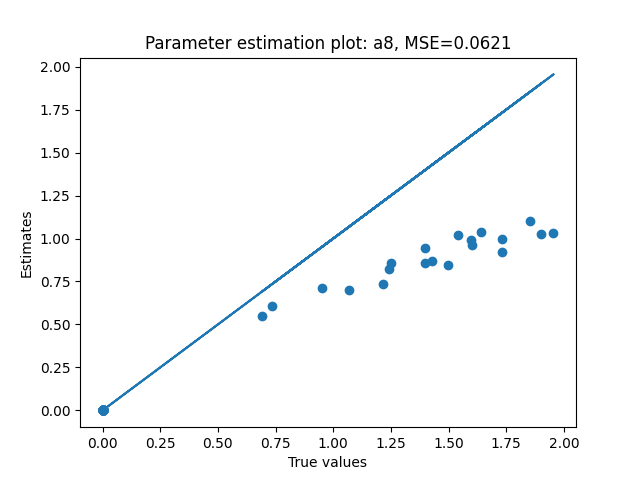 Parameter estimation plot: a8, MSE=0.0621
2.00
1.75
1.50
1.25
1.00
0.75
0.50
0.25
0.00
Estimates
0.00 0.25 0.50 0.75 1.00 1.25 1.50 1.75 2.00
True values